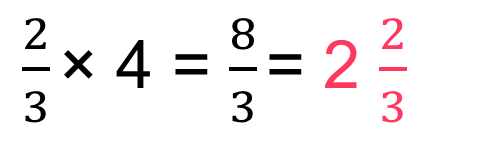 2/3 × 4 = 8/3 = 2 2/3